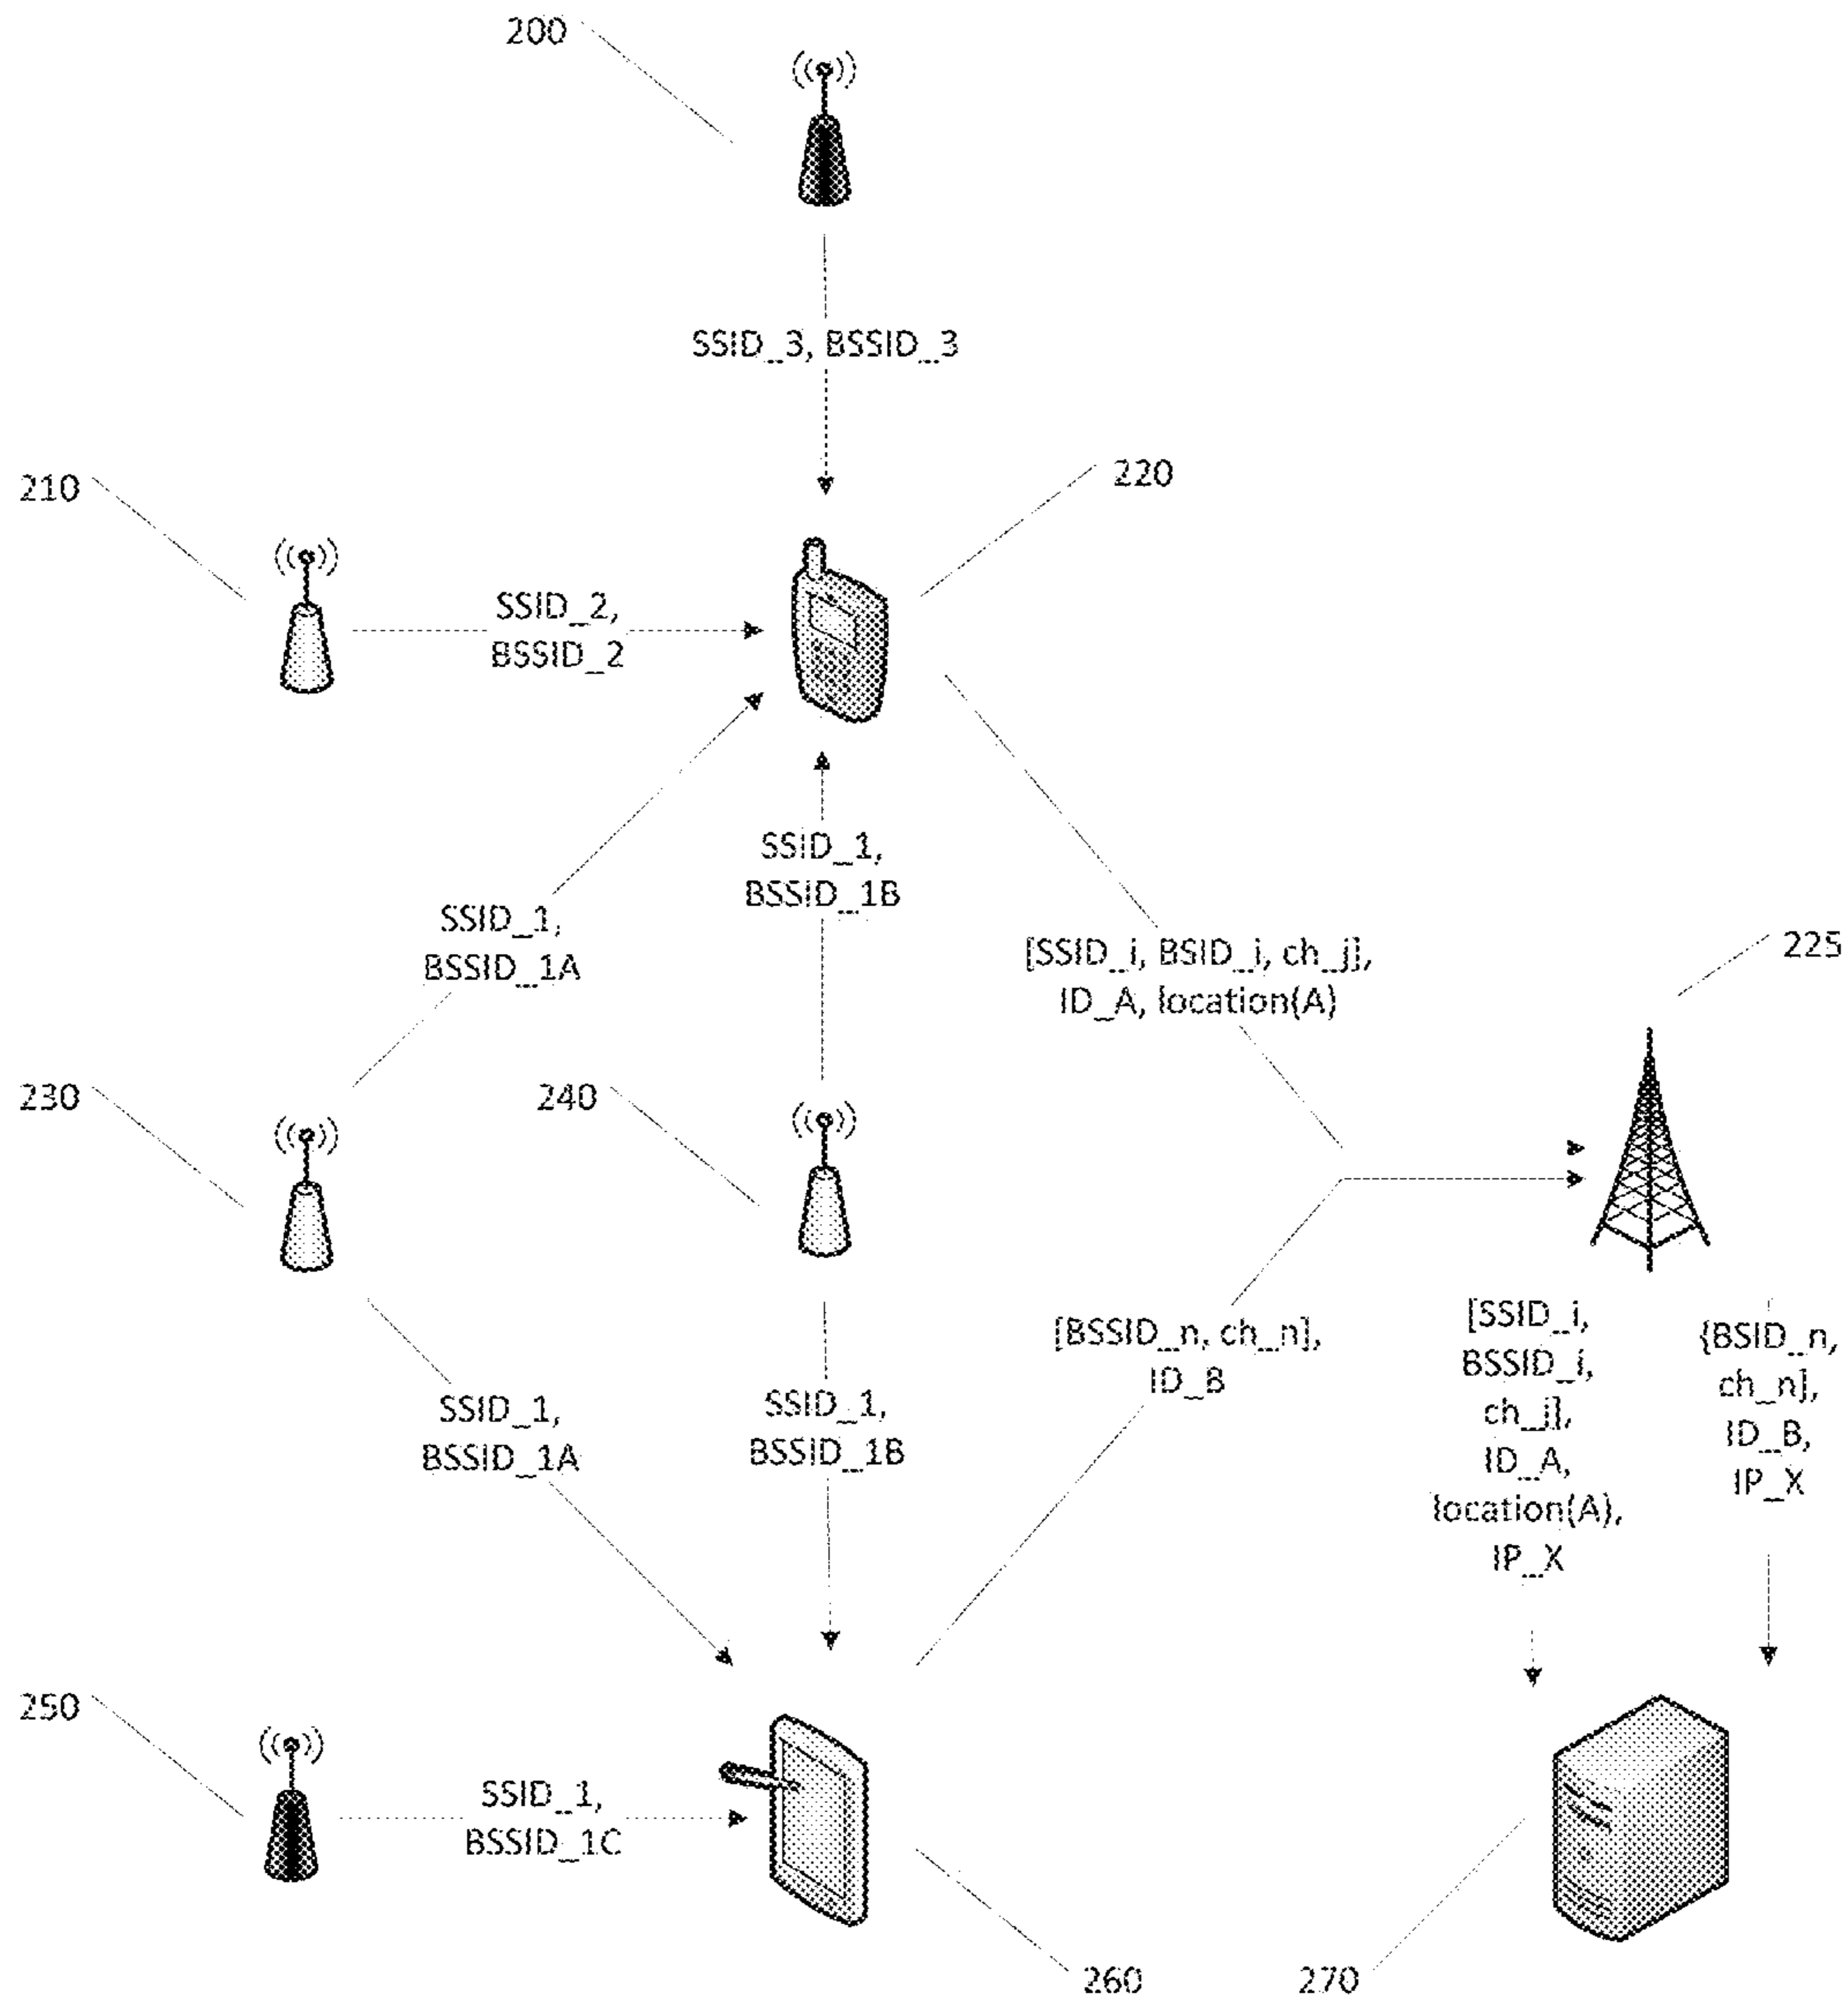 200
SSID_3, BSSID_3
210
220
SSID_2,
BSSID_2
SSID_1,
BSSID_1B
SSID_1,
BSSID_1A
[SSID_i, BSID_i, ch_j],
ID_A, location(A)
225
230
240
[BSSID_n, ch_n],
ID_B
[SSID_i,
BSSID_i,
ch_j],
ID_A,
location(A),
IP_X
{BSID_n,
ch_n],
ID_B,
IP_X
SSID_1,
BSSID_1A
SSID_1,
BSSID_1B
250
SSID_1,
BSSID_1C
260
270